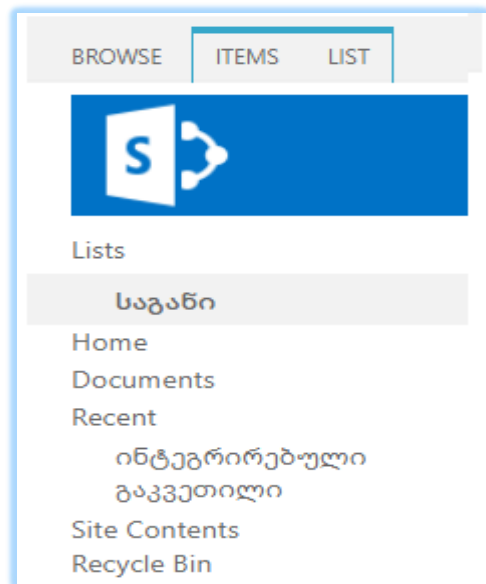 BROWSE ITEMS LIST
S
Lists
საგანი
Home
Documents
Recent
ინტეგრირებული
გაკვეთილი
Site Contents
Recycle Bin